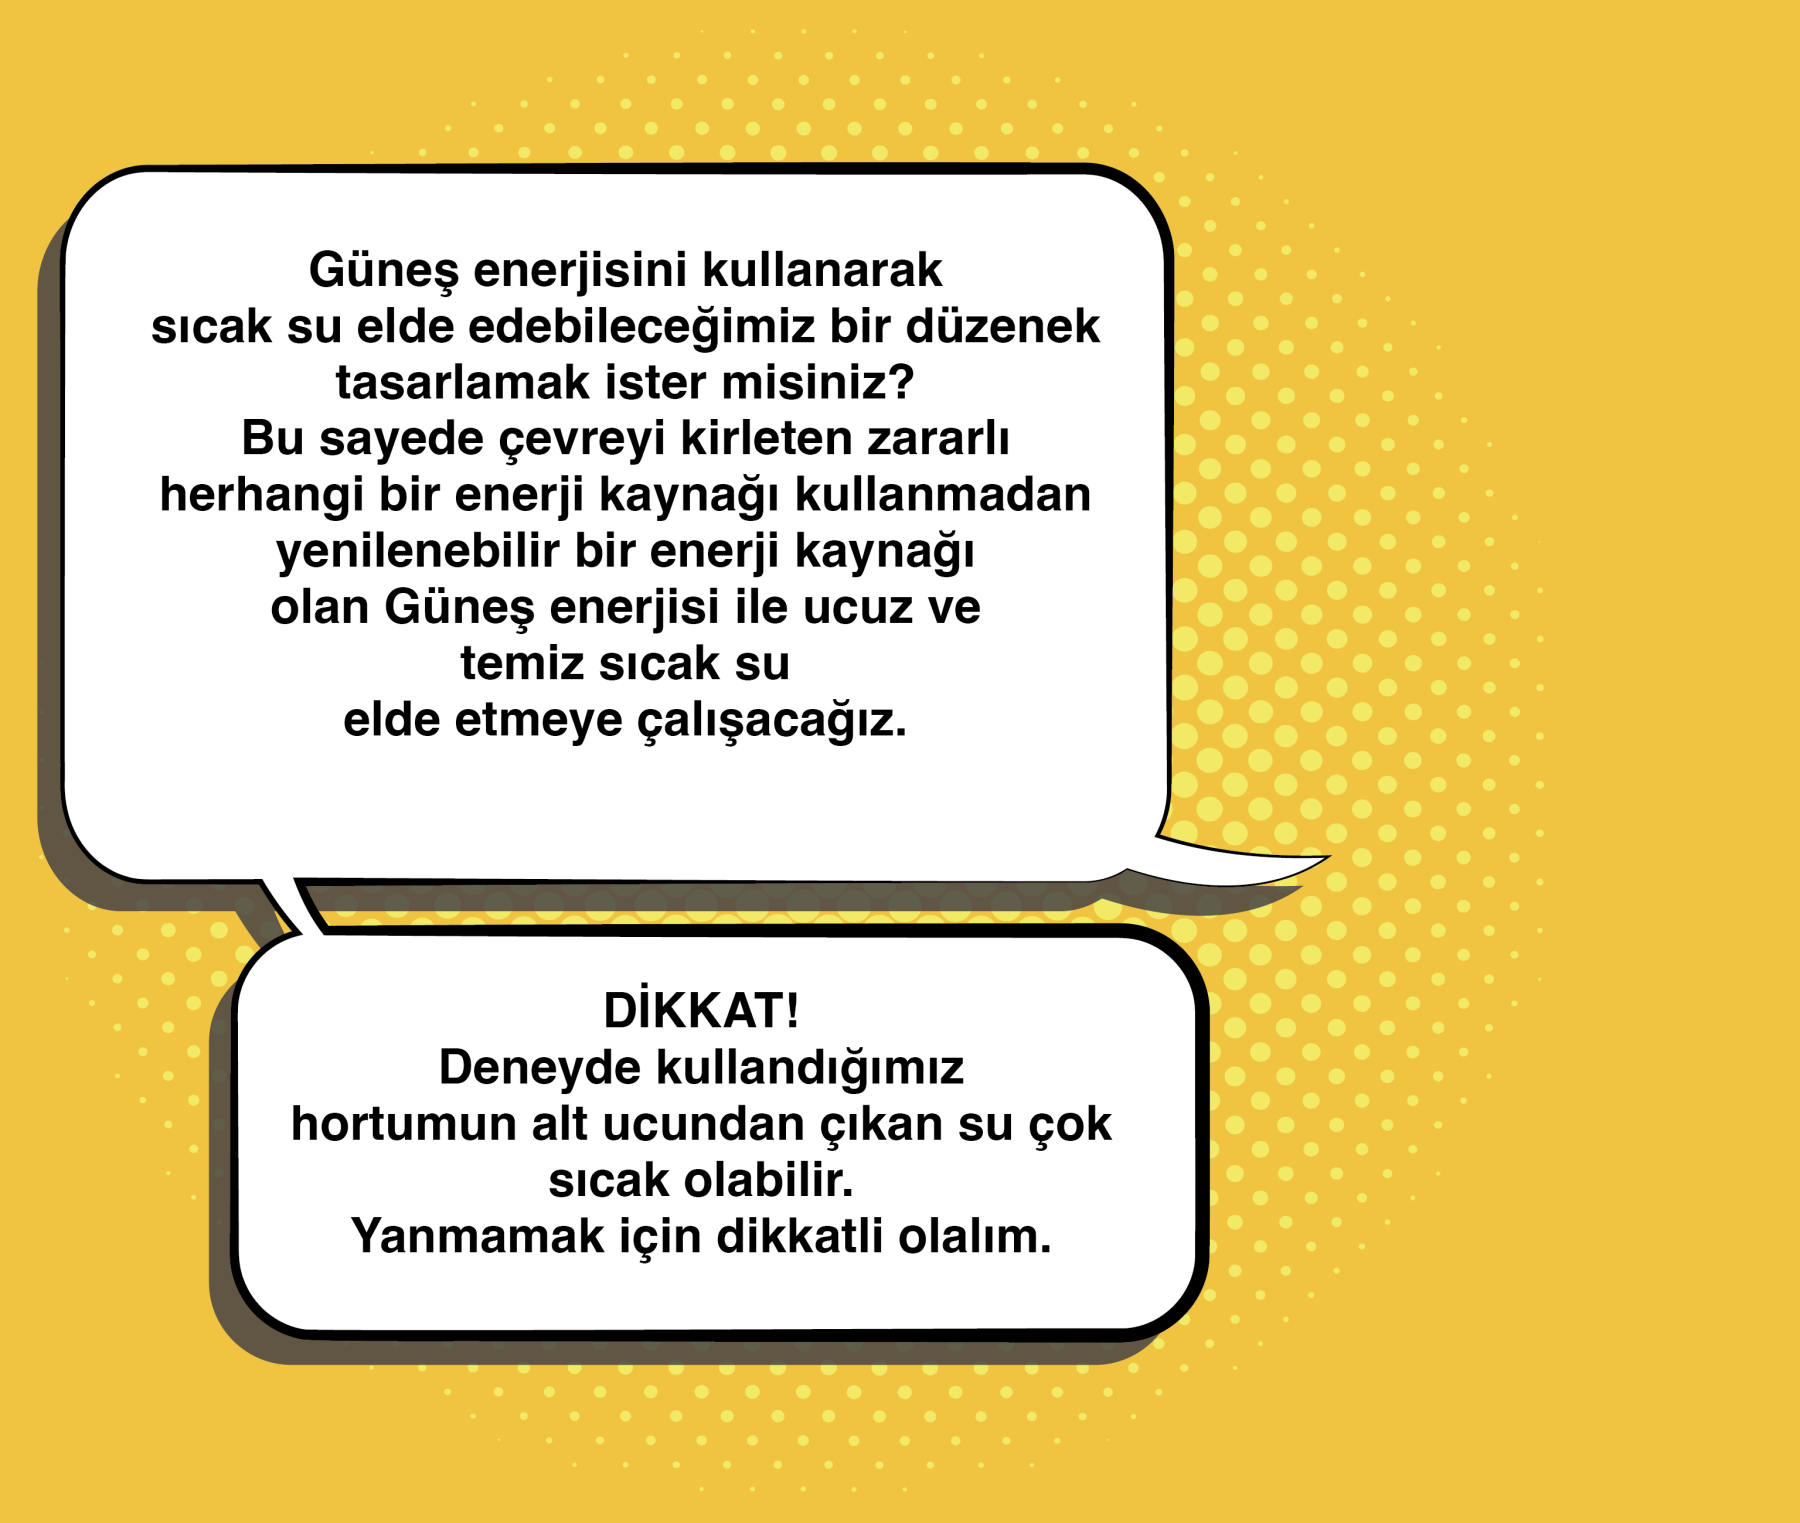 Güneş enerjisini kullanarak
sıcak su elde edebileceğimiz bir düzenek
tasarlamak ister misiniz?
Bu sayede çevreyi kirleten zararlı
herhangi bir enerji kaynağı kullanmadan
yenilenebilir bir enerji kaynağı
olan Güneş enerjisi ile ucuz ve
temiz sıcak su
elde etmeye çalışacağız.
DİKKAT!
Deneyde kullandığımız
hortumun alt ucundan çıkan su çok
sıcak olabilir.
Yanmamak için dikkatli olalım.